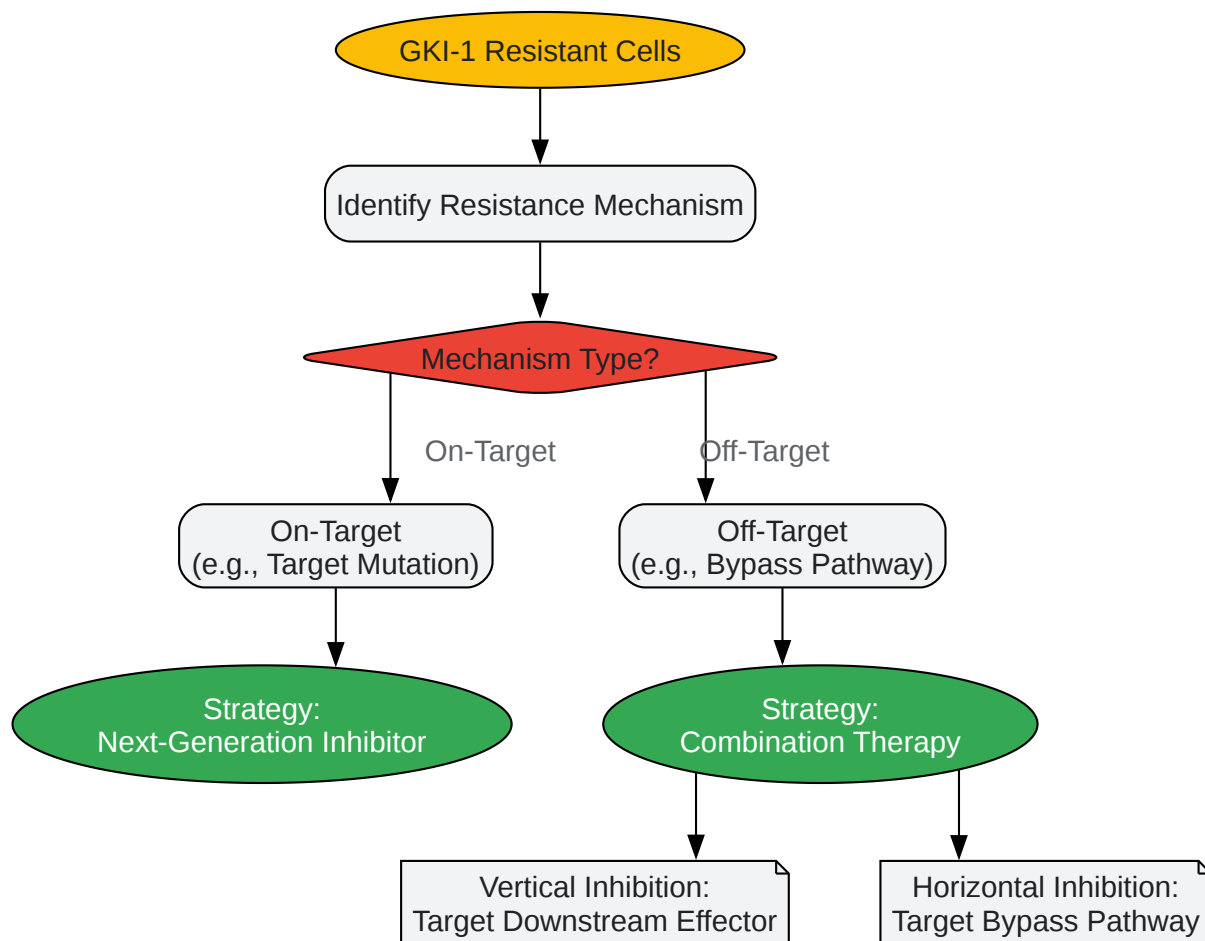 GKI-1 Resistant Cells
Identify Resistance Mechanism
Mechanism Type?
On-Target
Off-Target
On-Target
(e.g., Target Mutation)
Off-Target
(e.g., Bypass Pathway)
Strategy:
Next-Generation Inhibitor
Strategy:
Combination Therapy
Vertical Inhibition:
Target Downstream Effector
Horizontal Inhibition:
Target Bypass Pathway